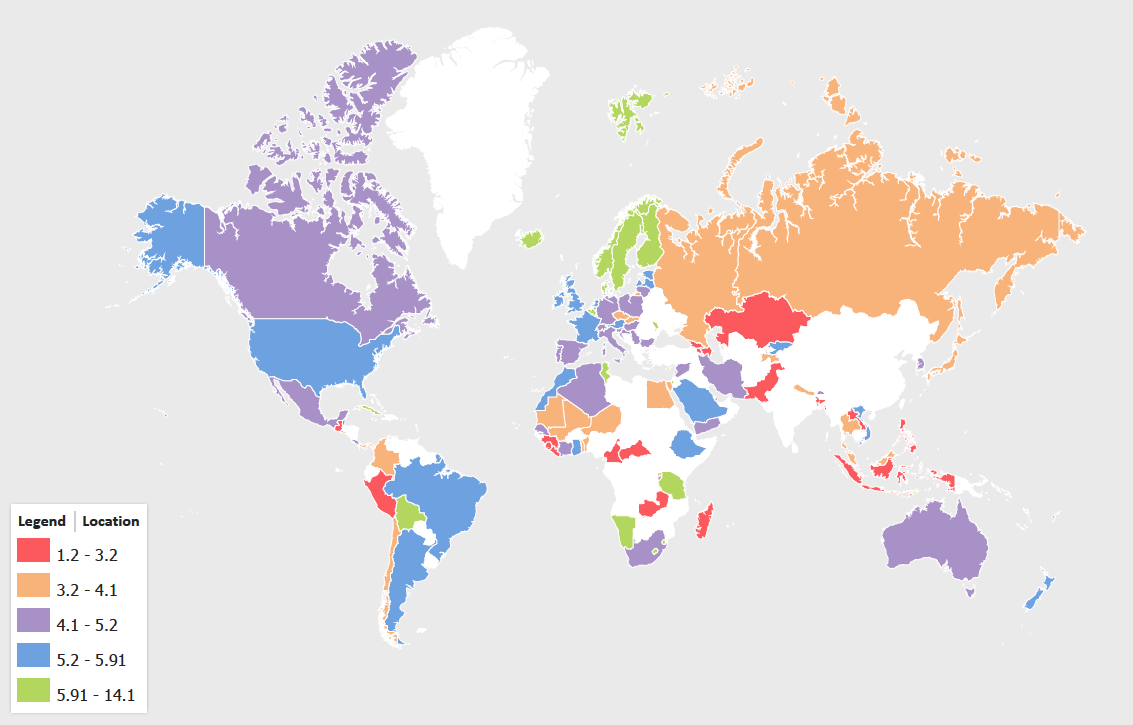 Legend Location
1.2 - 3.2
3.2 - 4.1
4.1 - 5.2
5.2 - 5.91
5.91 - 14.1